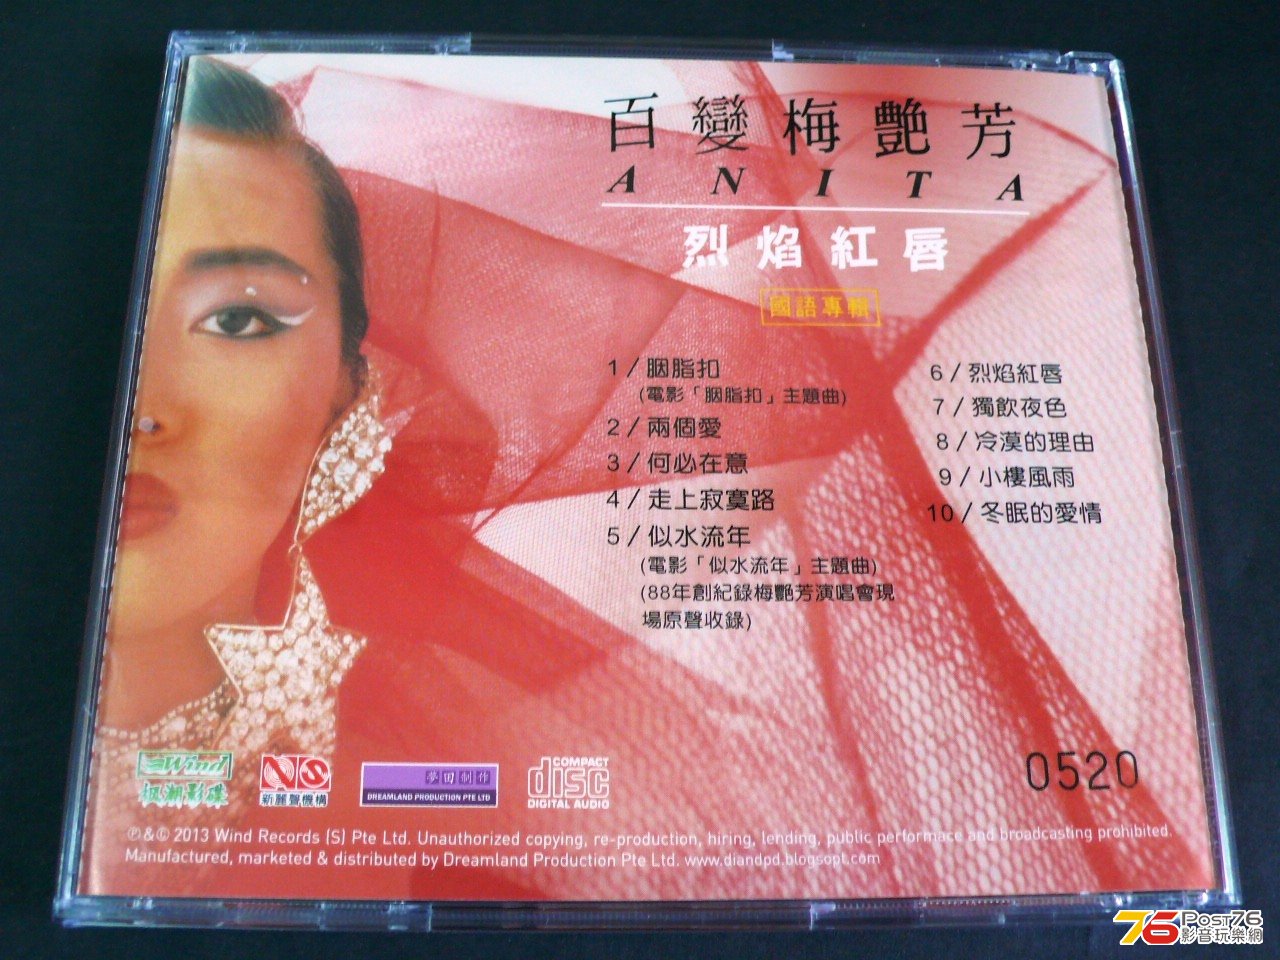 百變梅艷芳
ANITA
烈焰紅唇
國語專輯
1 / 胭脂扣
(電影「胭脂扣」主題曲)
2 / 兩個愛
3 / 何必在意
4 / 走上寂寞路
5 / 似水流年
(電影「似水流年」主題曲)
(88年創紀錄梅艷芳演唱會現
場原聲收錄)
6 / 烈焰紅唇
7 / 獨飲夜色
8 / 冷漠的理由
9 / 小樓風雨
10 / 冬眠的愛情
Wind
楓潮影碟
NS
新麗聲機構
夢田制作
DREAMLAND PRODUCTION PTE LTD
COMPACT
disc
DIGITAL AUDIO
0520
℗&© 2013 Wind Records (S) Pte Ltd. Unauthorized copying, re-production, hiring, lending, public performace and broadcasting prohibited.
Manufactured, marketed & distributed by Dreamland Production Pte Ltd. www.diandpd.blogsopt.com
76 POST76
影音玩樂網